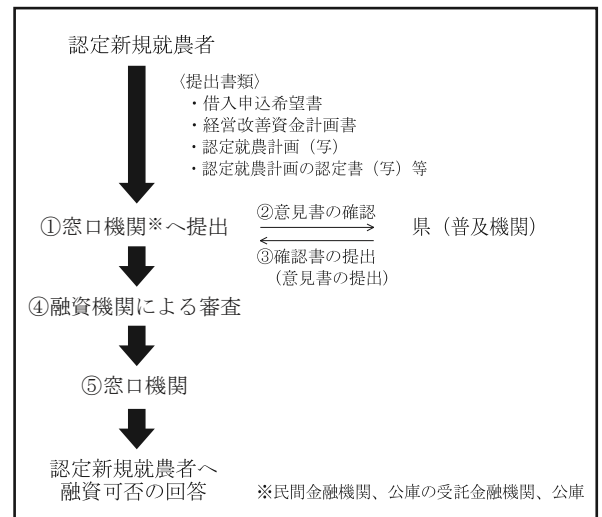 認定新規就農者
〈提出書類〉
・借入申込希望書
・経営改善資金計画書
・認定就農計画（写）
・認定就農計画の認定書（写）等
①窓口機関※へ提出
②意見書の確認
県（普及機関）
③確認書の提出
（意見書の提出）
④融資機関による審査
⑤窓口機関
認定新規就農者へ
融資可否の回答
※民間金融機関、公庫の受託金融機関、公庫